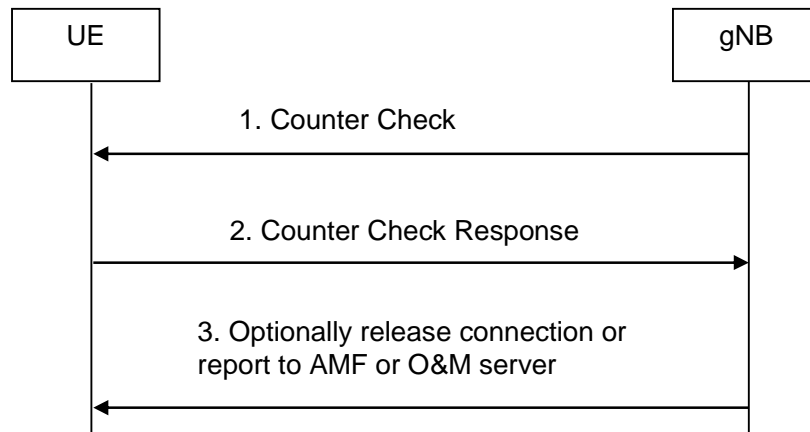 UE
gNB
1. Counter Check
2. Counter Check Response
3. Optionally release connection or
report to AMF or O&M server